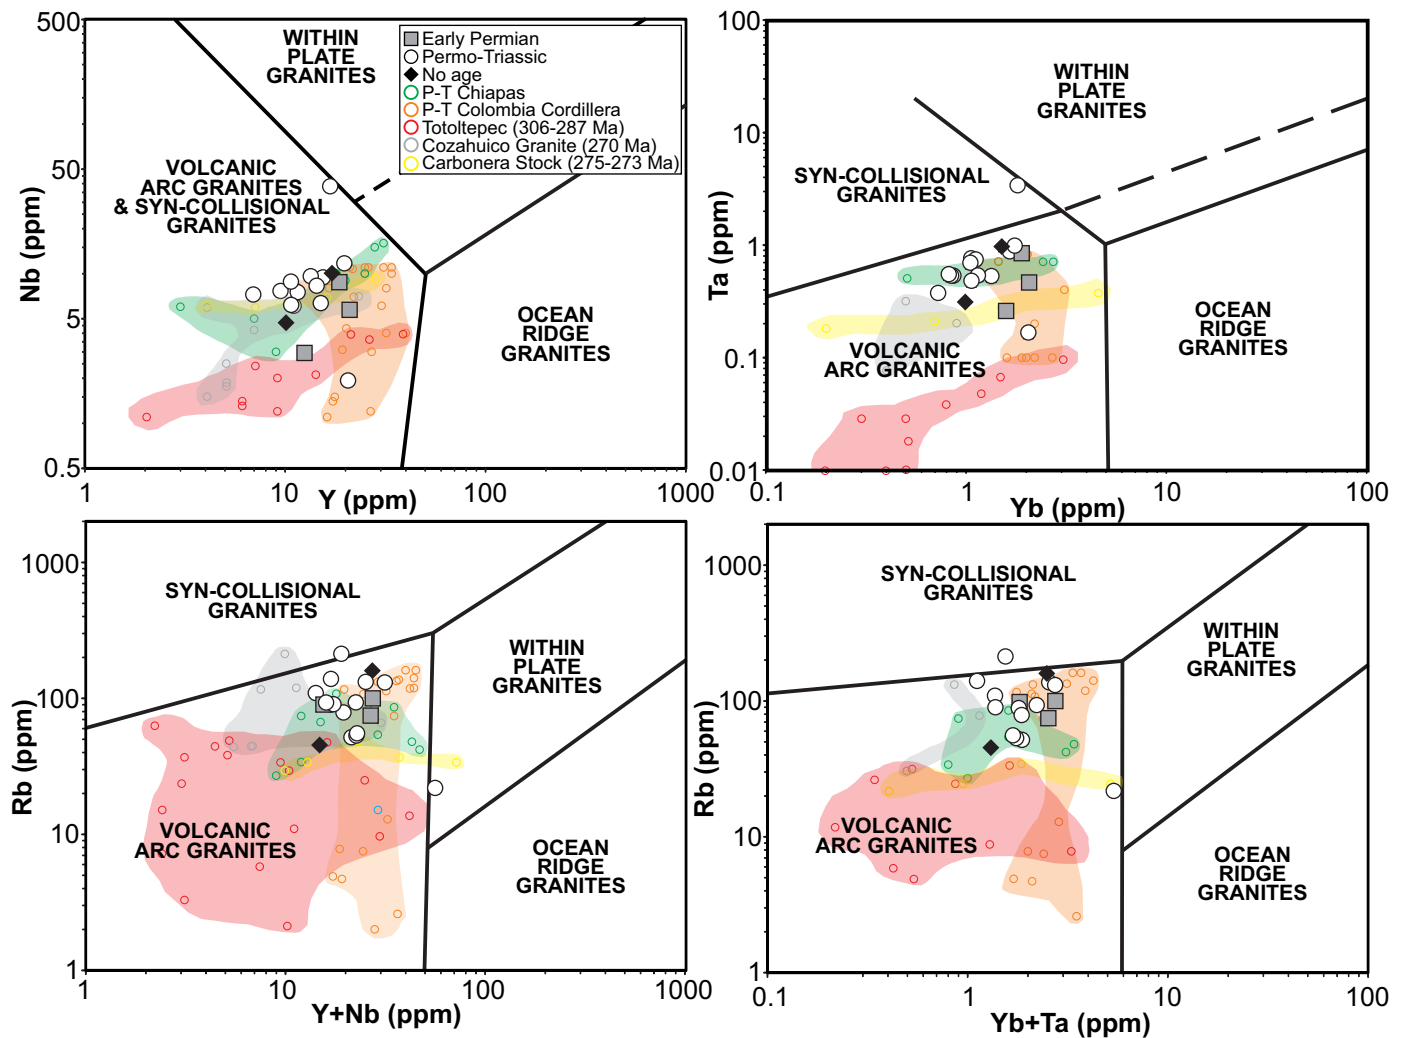 500
50
5
0.5
Nb (ppm)
WITHIN
PLATE
GRANITES
VOLCANIC
ARC GRANITES
& SYN-COLLISIONAL
GRANITES
OCEAN
RIDGE
GRANITES
Early Permian
Permo-Triassic
No age
P-T Chiapas
P-T Colombia Cordillera
Totoltepec (306-287 Ma)
Cozahuico Granite (270 Ma)
Carbonera Stock (275-273 Ma)
1
10
100
1000
Y (ppm)
100
10
1
0.1
0.01
Ta (ppm)
WITHIN
PLATE
GRANITES
SYN-COLLISIONAL
GRANITES
VOLCANIC
ARC GRANITES
OCEAN
RIDGE
GRANITES
0.1
1
10
100
Yb (ppm)
1000
100
10
1
Rb (ppm)
SYN-COLLISIONAL
GRANITES
WITHIN
PLATE
GRANITES
VOLCANIC
ARC GRANITES
OCEAN
RIDGE
GRANITES
1
10
100
1000
Y+Nb (ppm)
1000
100
10
1
Rb (ppm)
SYN-COLLISIONAL
GRANITES
WITHIN
PLATE
GRANITES
VOLCANIC
ARC GRANITES
OCEAN
RIDGE
GRANITES
0.1
1
10
100
Yb+Ta (ppm)